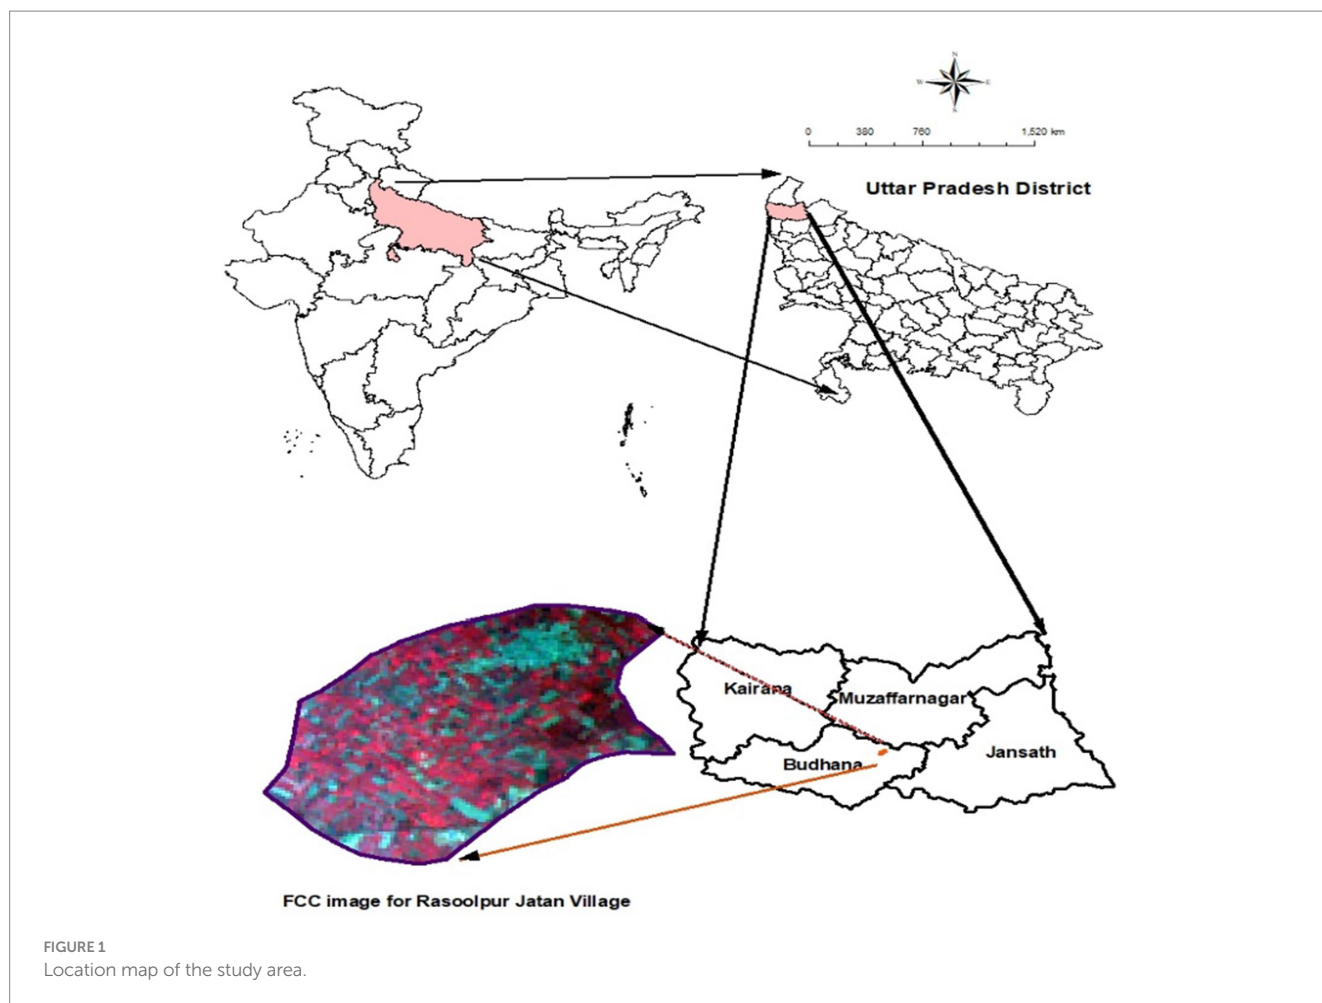 N
W E
S
0 380 760 1,520 km
Uttar Pradesh District
Kairana
Muzaffarnagar
Jansath
Budhana
FCC image for Rasoolpur Jatan Village
FIGURE 1
Location map of the study area.